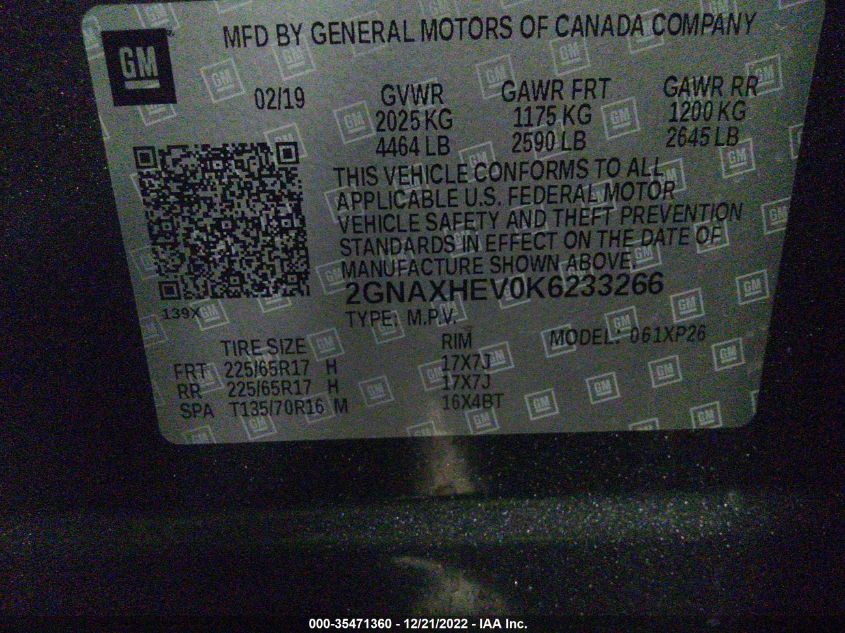 GM
MFD BY GENERAL MOTORS OF CANADA COMPANY
02/19
GVWR GAWR FRT GAWR RR
2025 KG 1175 KG 1200 KG
4464 LB 2590 LB 2645 LB
THIS VEHICLE CONFORMS TO ALL
APPLICABLE U.S. FEDERAL MOTOR
VEHICLE SAFETY AND THEFT PREVENTION
STANDARDS IN EFFECT ON THE DATE OF
MANUFACTURE SHOWN ABOVE.
2GNAXHEV0K6233266
139X
TYPE: M.P.V.
TIRE SIZE RIM MODEL: 061XP26
FRT 225/65R17 H 17X7J
RR 225/65R17 H 17X7J
SPA T135/70R16 M 16X4BT
000-35471360 - 12/21/2022 - IAA Inc.